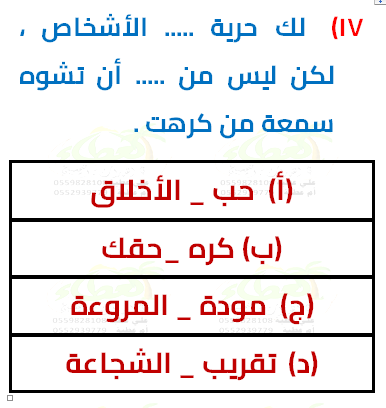 ١٧) لك حرية ..... الأشخاص ،
لكن ليس من ..... أن تشوه
سمعة من كرهت .
(أ) حب _ الأخلاق
(ب) كره _ حقك
(ج) مودة _ المروءة
(د) تقريب _ الشجاعة